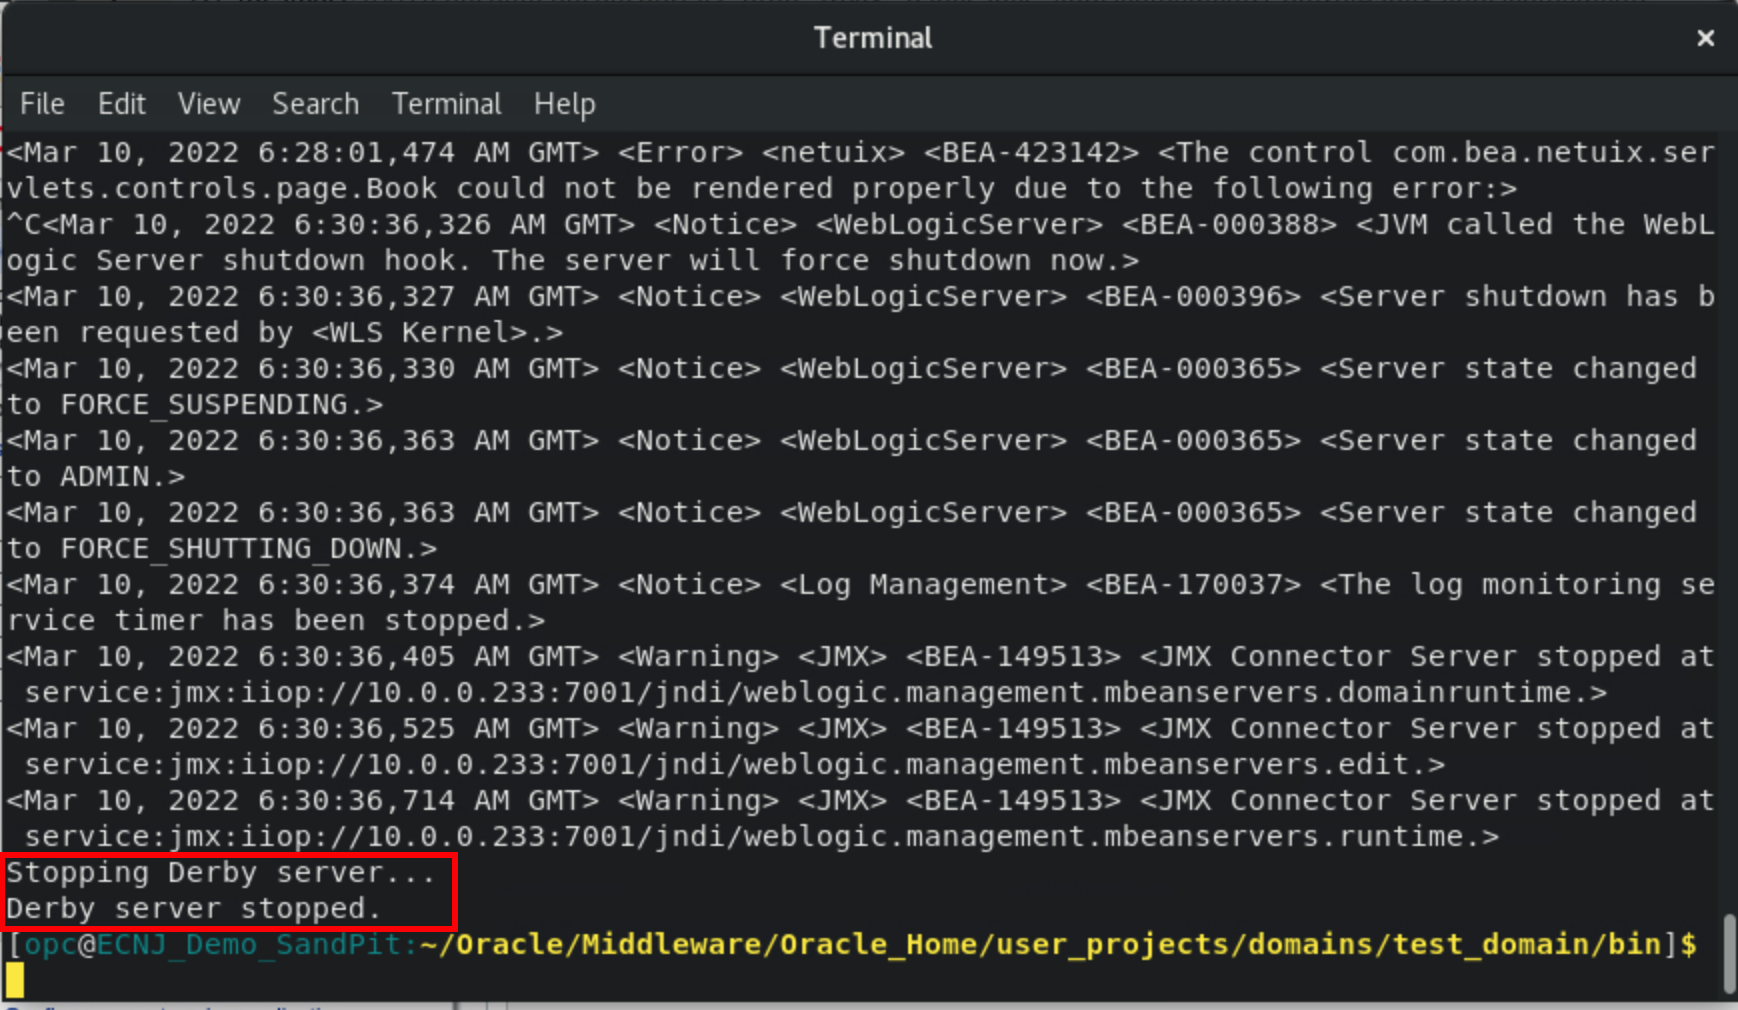 Terminal
×
File Edit View Search Terminal Help
<Mar 10, 2022 6:28:01,474 AM GMT> <Error> <netuix> <BEA-423142> <The control com.bea.netuix.ser
vlets.controls.page.Book could not be rendered properly due to the following error:>
^C<Mar 10, 2022 6:30:36,326 AM GMT> <Notice> <WebLogicServer> <BEA-000388> <JVM called the WebL
ogic Server shutdown hook. The server will force shutdown now.>
<Mar 10, 2022 6:30:36,327 AM GMT> <Notice> <WebLogicServer> <BEA-000396> <Server shutdown has b
een requested by <WLS Kernel>.>
<Mar 10, 2022 6:30:36,330 AM GMT> <Notice> <WebLogicServer> <BEA-000365> <Server state changed
to FORCE_SUSPENDING.>
<Mar 10, 2022 6:30:36,363 AM GMT> <Notice> <WebLogicServer> <BEA-000365> <Server state changed
to ADMIN.>
<Mar 10, 2022 6:30:36,363 AM GMT> <Notice> <WebLogicServer> <BEA-000365> <Server state changed
to FORCE_SHUTTING_DOWN.>
<Mar 10, 2022 6:30:36,374 AM GMT> <Notice> <Log Management> <BEA-170037> <The log monitoring se
rvice timer has been stopped.>
<Mar 10, 2022 6:30:36,405 AM GMT> <Warning> <JMX> <BEA-149513> <JMX Connector Server stopped at
 service:jmx:iiop://10.0.0.233:7001/jndi/weblogic.management.mbeanservers.domainruntime.>
<Mar 10, 2022 6:30:36,525 AM GMT> <Warning> <JMX> <BEA-149513> <JMX Connector Server stopped at
 service:jmx:iiop://10.0.0.233:7001/jndi/weblogic.management.mbeanservers.edit.>
<Mar 10, 2022 6:30:36,714 AM GMT> <Warning> <JMX> <BEA-149513> <JMX Connector Server stopped at
 service:jmx:iiop://10.0.0.233:7001/jndi/weblogic.management.mbeanservers.runtime.>
Stopping Derby server...
Derby server stopped.
[opc@ECNJ_Demo_SandPit:~/Oracle/Middleware/Oracle_Home/user_projects/domains/test_domain/bin]$